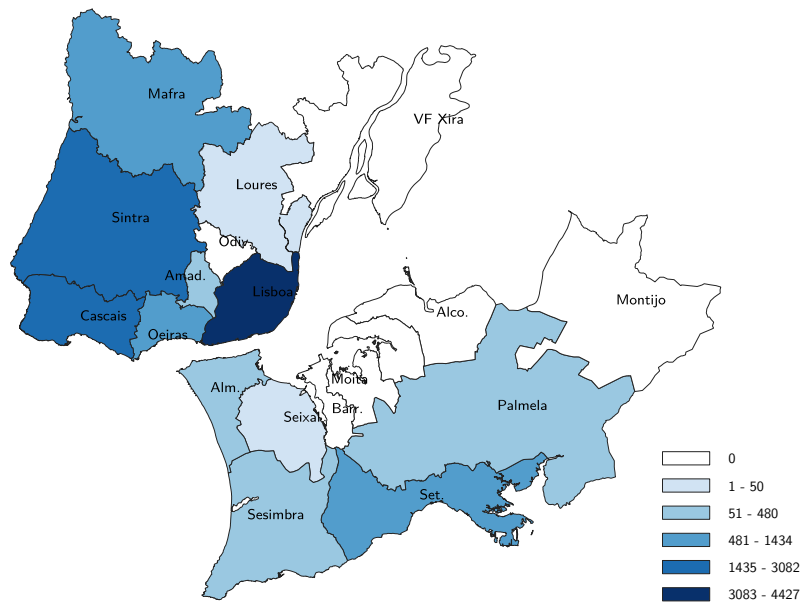 Mafra
VF Xira
Loures
Sintra
Odiv.
Amad.
Lisboa
Montijo
Cascais
Alco.
Oeiras
Moita
Alm.
Palmela
Barr.
Seixal
Set.
Sesimbra
0
1 - 50
51 - 480
481 - 1434
1435 - 3082
3083 - 4427